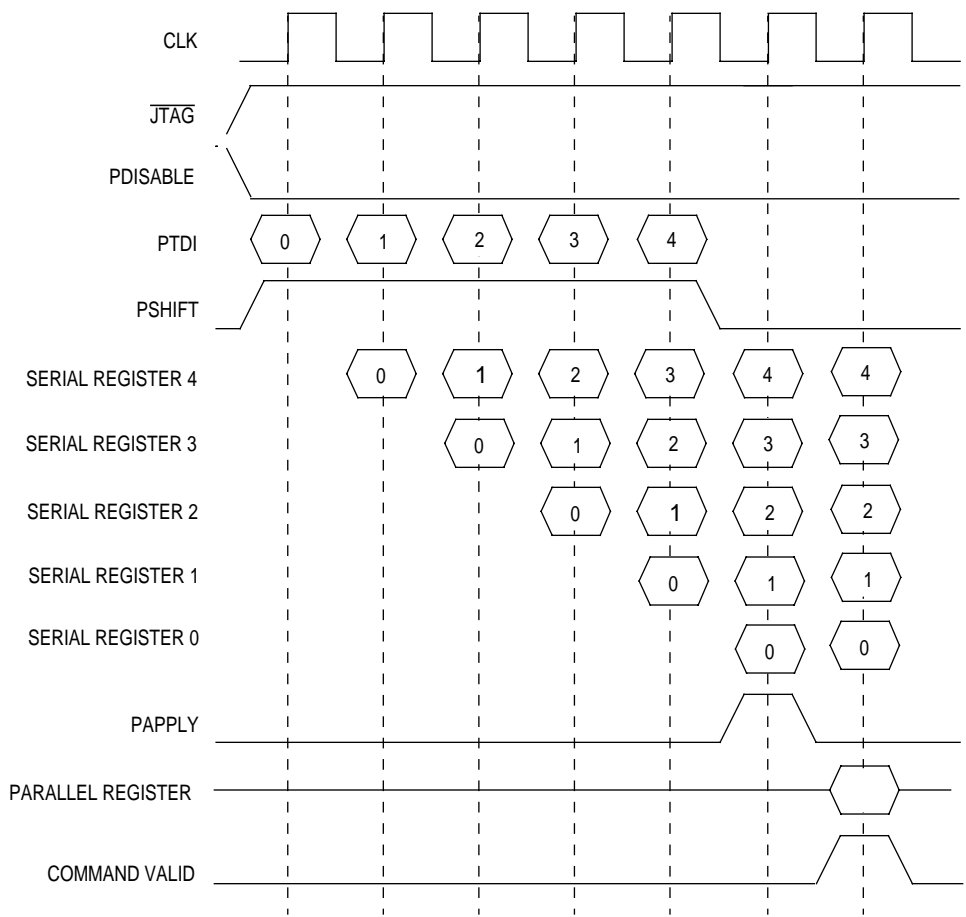 CLK
JTAG
PDISABLE
PTDI 0 1 2 3 4
PSHIFT
SERIAL REGISTER 4 0 1 2 3 4 4
SERIAL REGISTER 3 0 1 2 3 3
SERIAL REGISTER 2 0 1 2 2
SERIAL REGISTER 1 0 1 1
SERIAL REGISTER 0 0 0
PAPPLY
PARALLEL REGISTER
COMMAND VALID